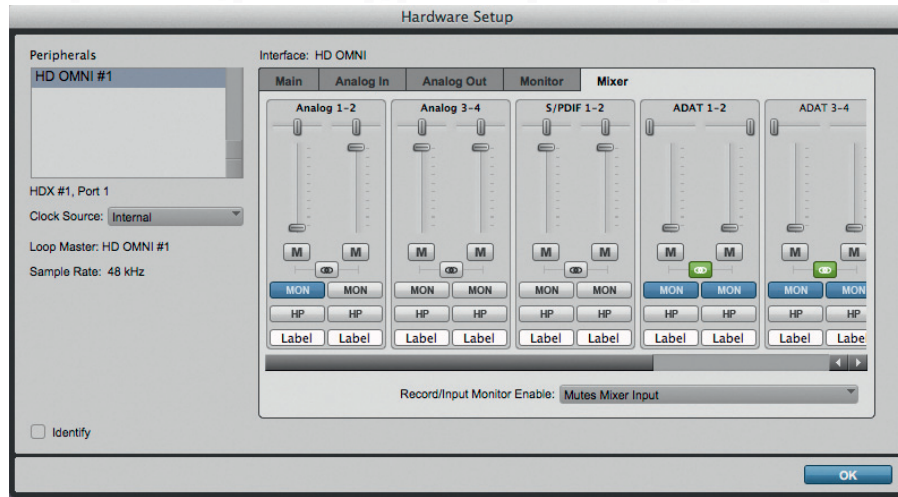 Hardware Setup
Peripherals
HD OMNI #1
HDX #1, Port 1
Clock Source: Internal
Loop Master: HD OMNI #1
Sample Rate: 48 kHz
Identify
Interface: HD OMNI
Main Analog In Analog Out Monitor Mixer
Analog 1-2 Analog 3-4 S/PDIF 1-2 ADAT 1-2 ADAT 3-4
M M M M M M M M M M
MON MON MON MON MON MON MON MON MON MON
HP HP HP HP HP HP HP HP HP HP
Label Label Label Label Label Label Label Label Label Labe
Record/Input Monitor Enable: Mutes Mixer Input
OK